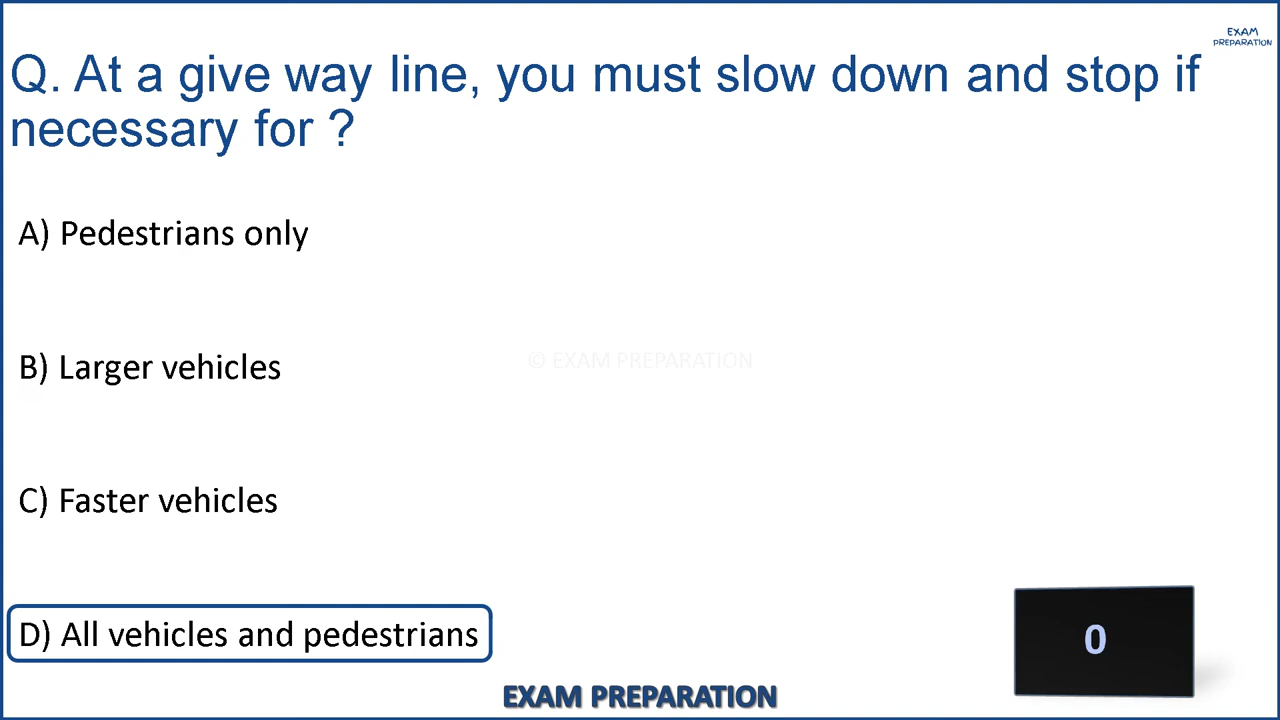 EXAM
PREPARATION
Q. At a give way line, you must slow down and stop if
necessary for ?
A) Pedestrians only
B) Larger vehicles
© EXAM PREPARATION
C) Faster vehicles
D) All vehicles and pedestrians
0
EXAM PREPARATION